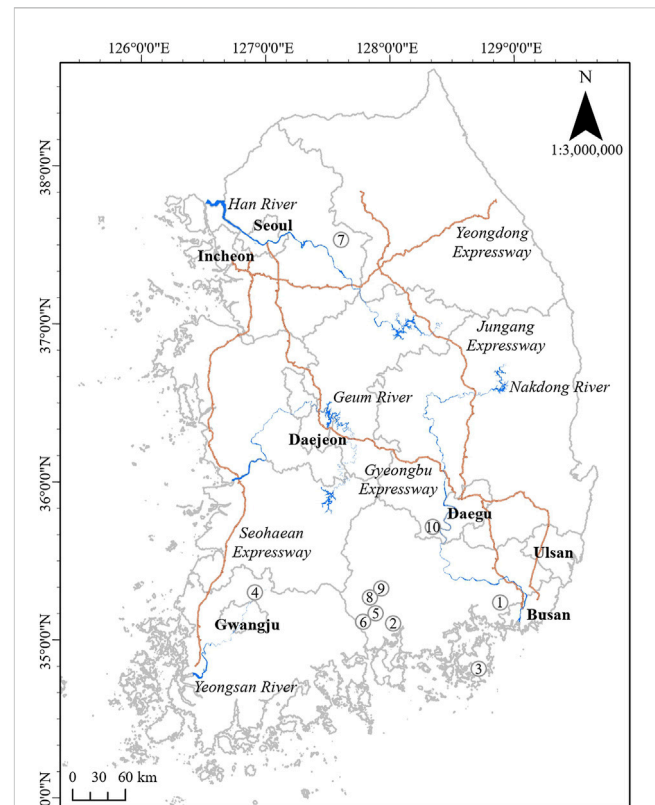 126°0'0"E 127°0'0"E 128°0'0"E 129°0'0"E
N
1:3,000,000
38°0'0"N
Han River
Seoul
⑦
Yeongdong
Expressway
Incheon
37°0'0"N
Jungang
Expressway
Nakdong River
Geum River
Daejeon
36°0'0"N
Gyeongbu
Expressway
Daegu
⑩
Seohaean
Expressway
Ulsan
④
⑨
⑧
①
Gwangju
⑤
Busan
⑥
②
35°0'0"N
③
Yeongsan River
0 30 60 km
0°0'0"N